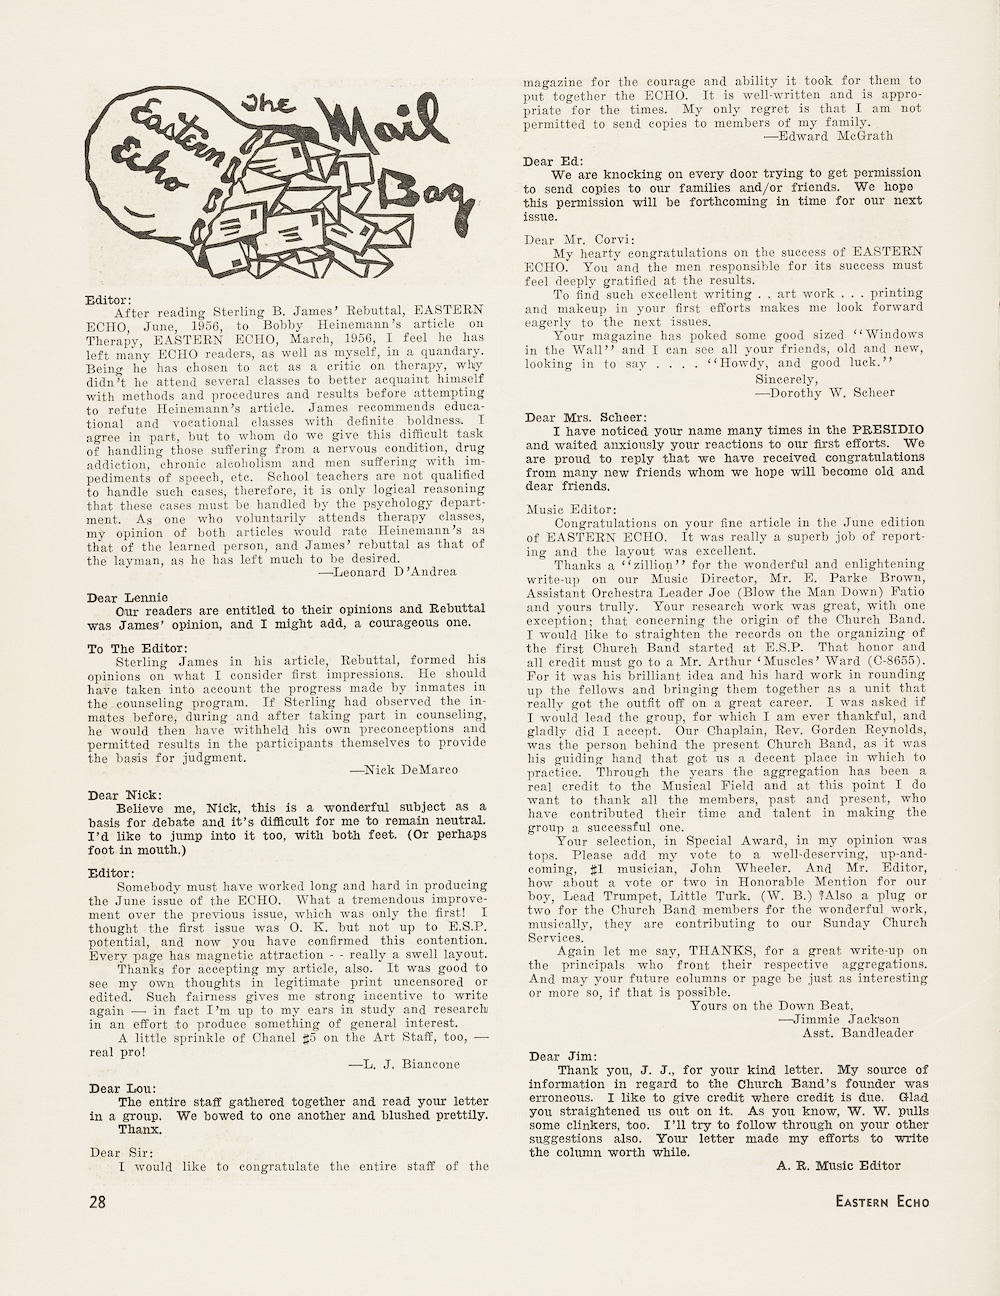 Eastern
Echo
The
Mail
Bag
Editor:
After reading Sterling B. James' Rebuttal, EASTERN
ECHO, June, 1956, to Bobby Heinemann's article on
Therapy, EASTERN ECHO, March, 1956, I feel he has
left many ECHO readers, as well as myself, in a quandary.
Being he has chosen to act as a critic on therapy, why
didn't he attend several classes to better acquaint himself
with methods and procedures and results before attempting
to refute Heinemann's article. James recommends educa-
tional and vocational classes with definite boldness. I
agree in part, but to whom do we give this difficult task
of handling those suffering from a nervous condition, drug
addiction, chronic alcoholism and men suffering with im-
pediments of speech, etc. School teachers are not qualified
to handle such cases, therefore, it is only logical reasoning
that these cases must be handled by the psychology depart-
ment. As one who voluntarily attends therapy classes,
my opinion of both articles would rate Heinemann's as
that of the learned person, and James' rebuttal as that of
the layman, as he has left much to be desired.
—Leonard D'Andrea
Dear Lennie
Our readers are entitled to their opinions and Rebuttal
was James' opinion, and I might add, a courageous one.
To The Editor:
Sterling James in his article, Rebuttal, formed his
opinions on what I consider first impressions. He should
have taken into account the progress made by inmates in
the counseling program. If Sterling had observed the in-
mates before, during and after taking part in counseling,
he would then have withheld his own preconceptions and
permitted results in the participants themselves to provide
the basis for judgment.
—Nick DeMarco
Dear Nick:
Believe me, Nick, this is a wonderful subject as a
basis for debate and it's difficult for me to remain neutral.
I'd like to jump into it too, with both feet. (Or perhaps
foot in mouth.)
Editor:
Somebody must have worked long and hard in producing
the June issue of the ECHO. What a tremendous improve-
ment over the previous issue, which was only the first! I
thought the first issue was O. K. but not up to E.S.P.
potential, and now you have confirmed this contention.
Every page has magnetic attraction - - really a swell layout.
Thanks for accepting my article, also. It was good to
see my own thoughts in legitimate print uncensored or
edited. Such fairness gives me strong incentive to write
again — in fact I'm up to my ears in study and research
in an effort to produce something of general interest.
A little sprinkle of Chanel #5 on the Art Staff, too, —
real pro!
—L. J. Biancone
Dear Lou:
The entire staff gathered together and read your letter
in a group. We bowed to one another and blushed prettily.
Thanx.
Dear Sir:
I would like to congratulate the entire staff of the
magazine for the courage and ability it took for them to
put together the ECHO. It is well-written and is appro-
priate for the times. My only regret is that I am not
permitted to send copies to members of my family.
—Edward McGrath
Dear Ed:
We are knocking on every door trying to get permission
to send copies to our families and/or friends. We hope
this permission will be forthcoming in time for our next
issue.
Dear Mr. Corvi:
My hearty congratulations on the success of EASTERN
ECHO. You and the men responsible for its success must
feel deeply gratified at the results.
To find such excellent writing . . art work . . . printing
and makeup in your first efforts makes me look forward
eagerly to the next issues.
Your magazine has poked some good sized "Windows
in the Wall" and I can see all your friends, old and new,
looking in to say . . . . "Howdy, and good luck."
Sincerely,
—Dorothy W. Scheer
Dear Mrs. Scheer:
I have noticed your name many times in the PRESIDIO
and waited anxiously your reactions to our first efforts. We
are proud to reply that we have received congratulations
from many new friends whom we hope will become old and
dear friends.
Music Editor:
Congratulations on your fine article in the June edition
of EASTERN ECHO. It was really a superb job of report-
ing and the layout was excellent.
Thanks a "zillion" for the wonderful and enlightening
write-up on our Music Director, Mr. E. Parke Brown,
Assistant Orchestra Leader Joe (Blow the Man Down) Fatio
and yours trully. Your research work was great, with one
exception; that concerning the origin of the Church Band.
I would like to straighten the records on the organizing of
the first Church Band started at E.S.P. That honor and
all credit must go to a Mr. Arthur 'Muscles' Ward (C-8655).
For it was his brilliant idea and his hard work in rounding
up the fellows and bringing them together as a unit that
really got the outfit off on a great career. I was asked if
I would lead the group, for which I am ever thankful, and
gladly did I accept. Our Chaplain, Rev. Gorden Reynolds,
was the person behind the present Church Band, as it was
his guiding hand that got us a decent place in which to
practice. Through the years the aggregation has been a
real credit to the Musical Field and at this point I do
want to thank all the members, past and present, who
have contributed their time and talent in making the
group a successful one.
Your selection, in Special Award, in my opinion was
tops. Please add my vote to a well-deserving, up-and-
coming, #1 musician, John Wheeler. And Mr. Editor,
how about a vote or two in Honorable Mention for our
boy, Lead Trumpet, Little Turk. (W. B.) ?Also a plug or
two for the Church Band members for the wonderful work,
musically, they are contributing to our Sunday Church
Services.
Again let me say, THANKS, for a great write-up on
the principals who front their respective aggregations.
And may your future columns or page be just as interesting
or more so, if that is possible.
Yours on the Down Beat,
—Jimmie Jackson
Asst. Bandleader
Dear Jim:
Thank you, J. J., for your kind letter. My source of
information in regard to the Church Band's founder was
erroneous. I like to give credit where credit is due. Glad
you straightened us out on it. As you know, W. W. pulls
some clinkers, too. I'll try to follow through on your other
suggestions also. Your letter made my efforts to write
the column worth while.
A. R. Music Editor
28
EASTERN ECHO